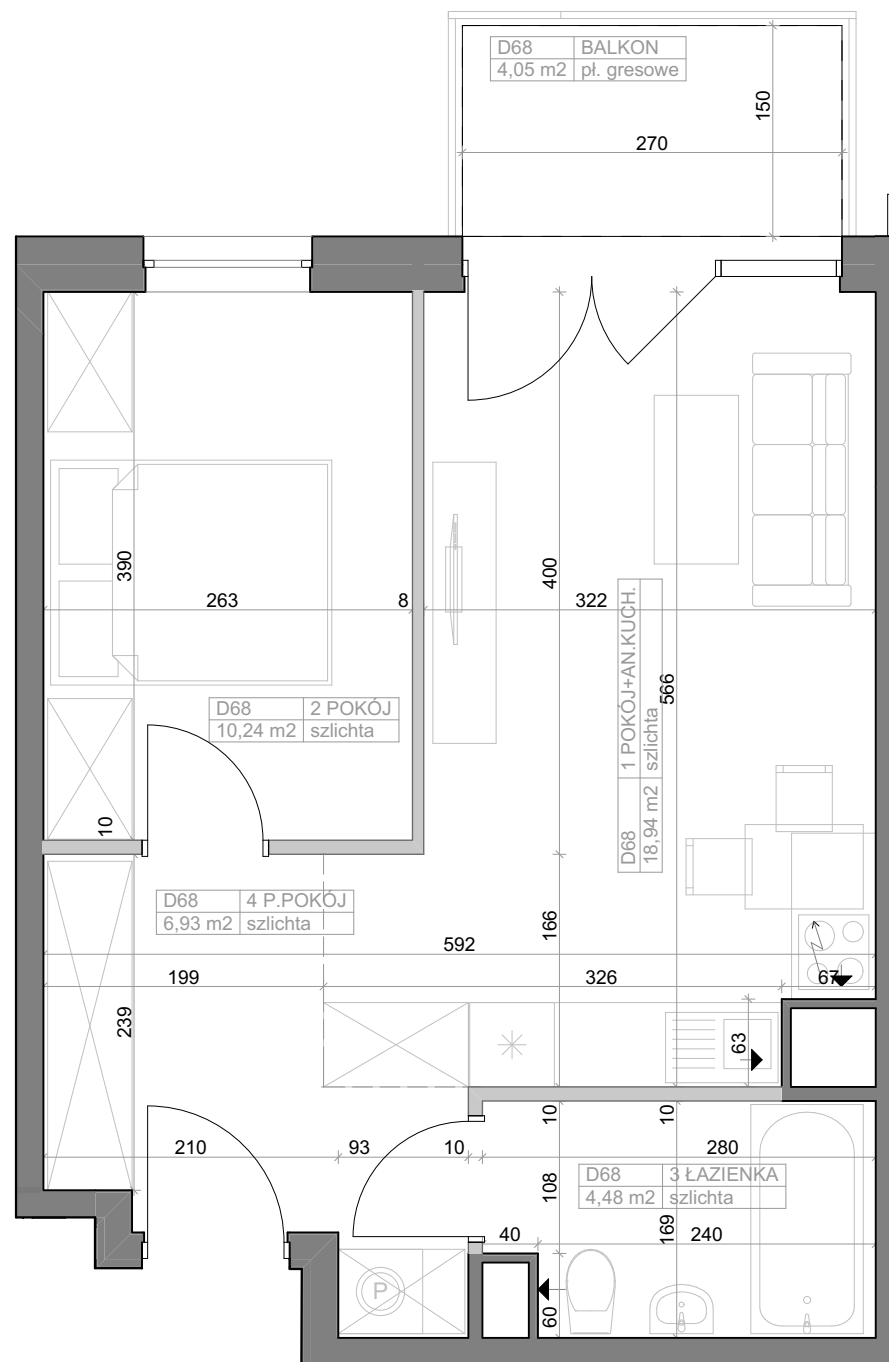 D68 BALKON
4,05 m2 pł. gresowe
150
270
390
263
8
400
322
566
D68 1 POKÓJ+AN.KUCH.
18,94 m2 szlichta
D68 2 POKÓJ
10,24 m2 szlichta
10
D68 4 P.POKÓJ
6,93 m2 szlichta
166
592
199
326
67
239
63
10
10
210
93
10
280
D68 3 ŁAZIENKA
4,48 m2 szlichta
108
169
40
240
P
60